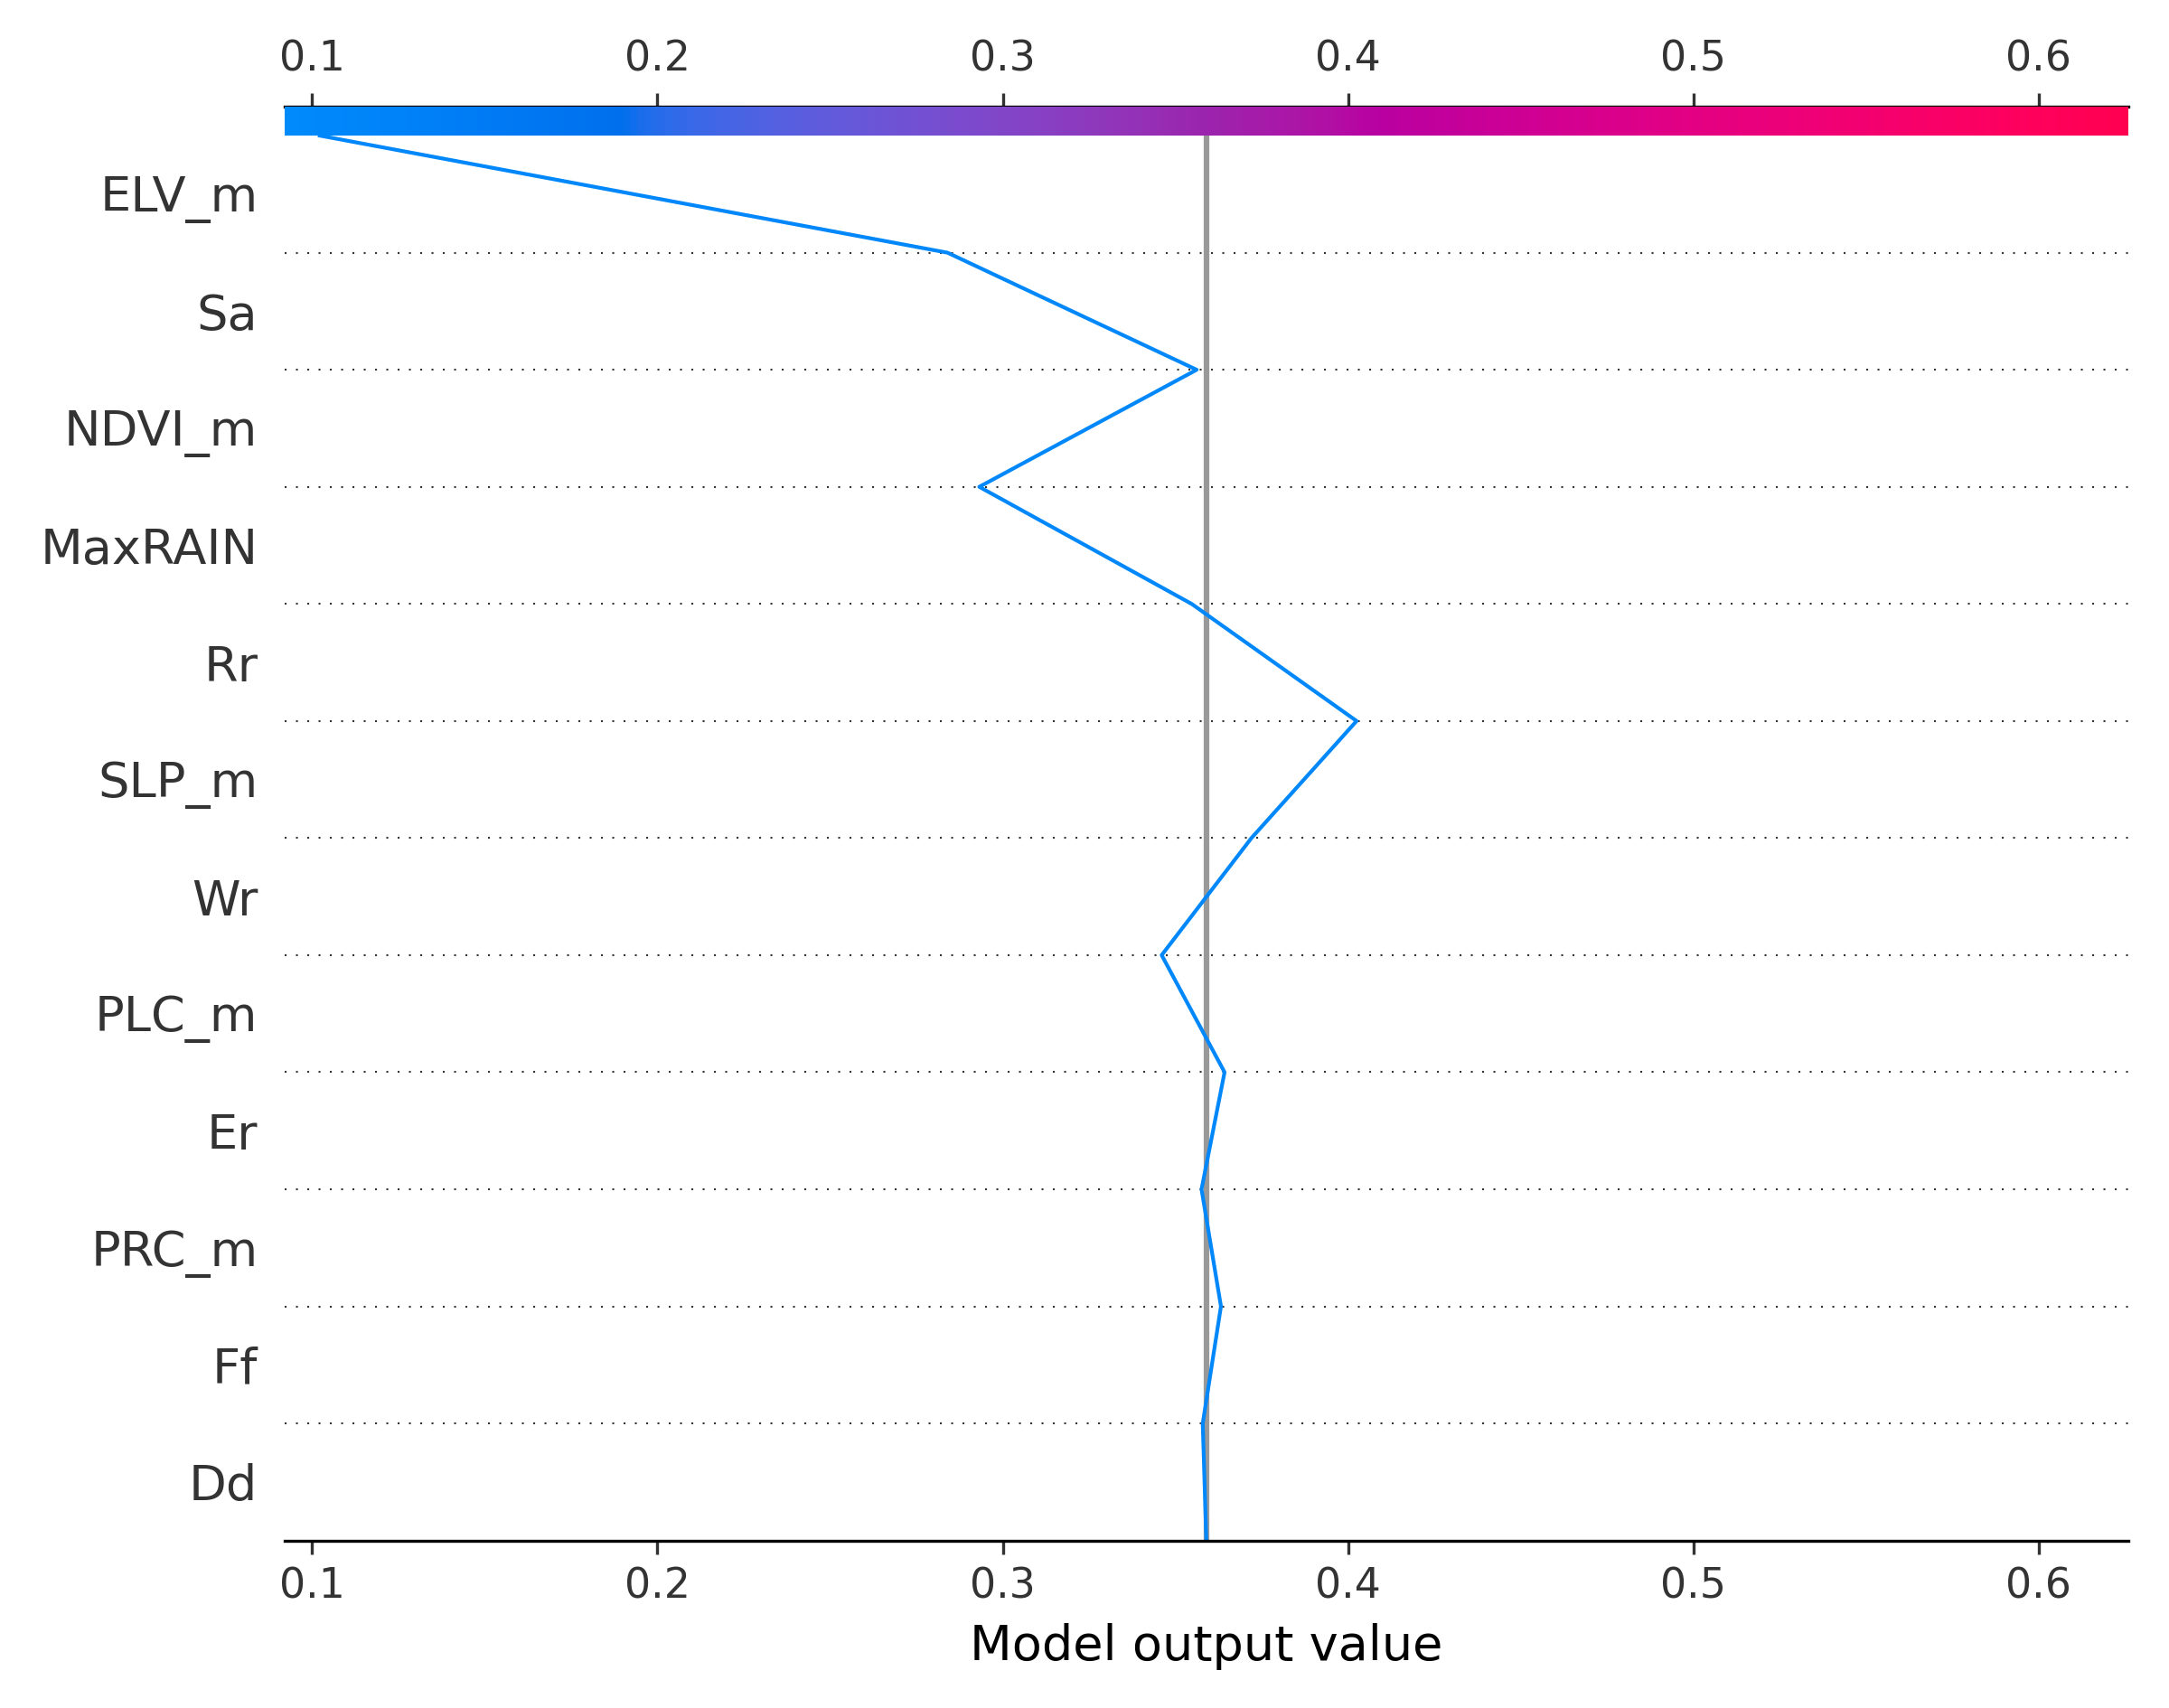 0.1 0.2 0.3 0.4 0.5 0.6
ELV_m
Sa
NDVI_m
MaxRAIN
Rr
SLP_m
Wr
PLC_m
Er
PRC_m
Ff
Dd
0.1 0.2 0.3 0.4 0.5 0.6
Model output value